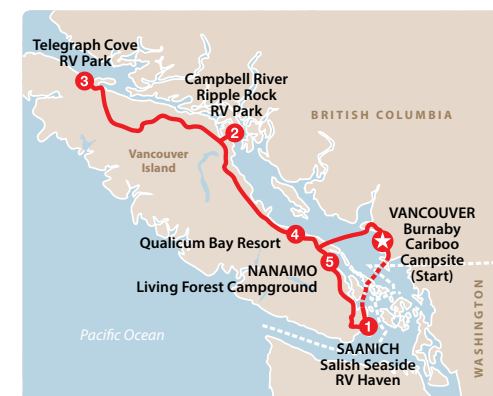 Telegraph Cove
RV Park
3
Campbell River
Ripple Rock
RV Park
2
BRITISH COLUMBIA
Vancouver
Island
VANCOUVER
Burnaby
Cariboo
Campsite
(Start)
4
Qualicum Bay Resort
5
NANAIMO
Living Forest Campground
WASHINGTON
Pacific Ocean
1
SAANICH
Salish Seaside
RV Haven